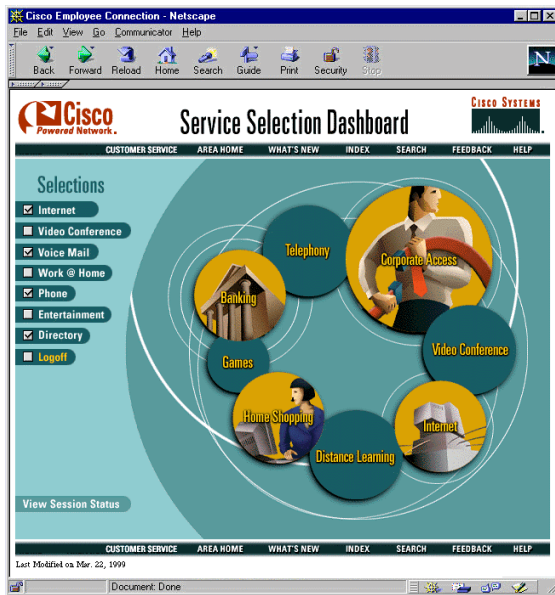 Cisco Employee Connection - Netscape
File Edit View Go Communicator Help
Back Forward Reload Home Search Guide Print Security Stop
N
Cisco
Powered Network.
Service Selection Dashboard
CISCO SYSTEMS
CUSTOMER SERVICE AREA HOME WHAT'S NEW INDEX SEARCH FEEDBACK HELP
Selections
Internet
Video Conference
Voice Mail
Work @ Home
Phone
Entertainment
Directory
Logoff
Telephony
Corporate Access
Banking
Video Conference
Games
Home Shopping
Internet
Distance Learning
View Session Status
CUSTOMER SERVICE AREA HOME WHAT'S NEW INDEX SEARCH FEEDBACK HELP
Last Modified on Mar. 22, 1999
Document: Done